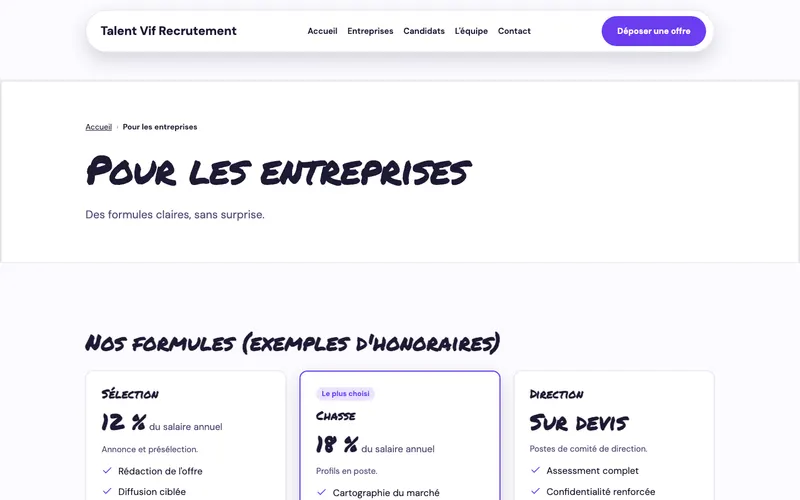 Talent Vif Recrutement
Accueil Entreprises Candidats L'équipe Contact
Déposer une offre
Accueil › Pour les entreprises
Pour les entreprises
Des formules claires, sans surprise.
Nos formules (exemples d'honoraires)
Sélection
12 % du salaire annuel
Annonce et présélection.
Rédaction de l'offre
Diffusion ciblée
Le plus choisi
Chasse
18 % du salaire annuel
Profils en poste.
Cartographie du marché
Direction
Sur devis
Postes de comité de direction.
Assessment complet
Confidentialité renforcée